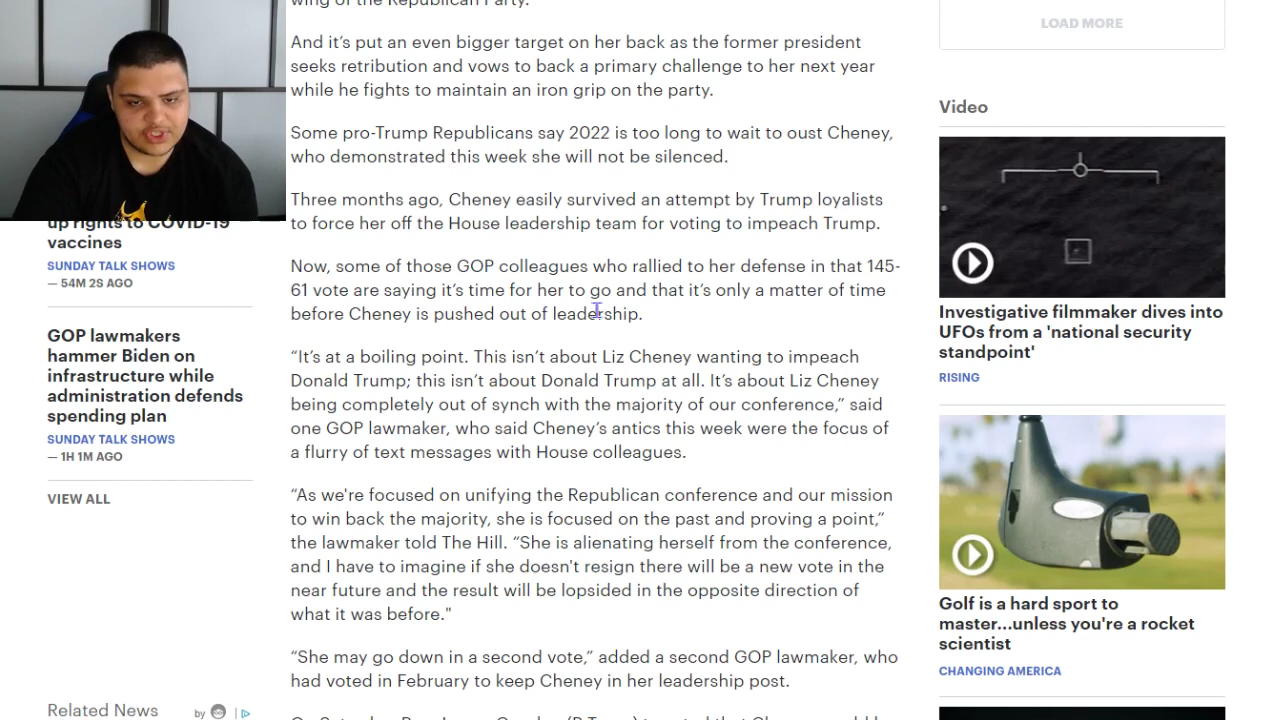 wing of the Republican Party.
And it’s put an even bigger target on her back as the former president
seeks retribution and vows to back a primary challenge to her next year
while he fights to maintain an iron grip on the party.
Some pro-Trump Republicans say 2022 is too long to wait to oust Cheney,
who demonstrated this week she will not be silenced.
Three months ago, Cheney easily survived an attempt by Trump loyalists
to force her off the House leadership team for voting to impeach Trump.
Now, some of those GOP colleagues who rallied to her defense in that 145-
61 vote are saying it’s time for her to go and that it’s only a matter of time
before Cheney is pushed out of leadership.
“It’s at a boiling point. This isn’t about Liz Cheney wanting to impeach
Donald Trump; this isn’t about Donald Trump at all. It’s about Liz Cheney
being completely out of synch with the majority of our conference,” said
one GOP lawmaker, who said Cheney’s antics this week were the focus of
a flurry of text messages with House colleagues.
“As we're focused on unifying the Republican conference and our mission
to win back the majority, she is focused on the past and proving a point,”
the lawmaker told The Hill. “She is alienating herself from the conference,
and I have to imagine if she doesn't resign there will be a new vote in the
near future and the result will be lopsided in the opposite direction of
what it was before."
“She may go down in a second vote,” added a second GOP lawmaker, who
had voted in February to keep Cheney in her leadership post.
up rights to COVID-19
vaccines
SUNDAY TALK SHOWS
— 54M 2S AGO
GOP lawmakers
hammer Biden on
infrastructure while
administration defends
spending plan
SUNDAY TALK SHOWS
— 1H 1M AGO
VIEW ALL
Related News by
LOAD MORE
Video
Investigative filmmaker dives into
UFOs from a 'national security
standpoint'
RISING
Golf is a hard sport to
master...unless you're a rocket
scientist
CHANGING AMERICA